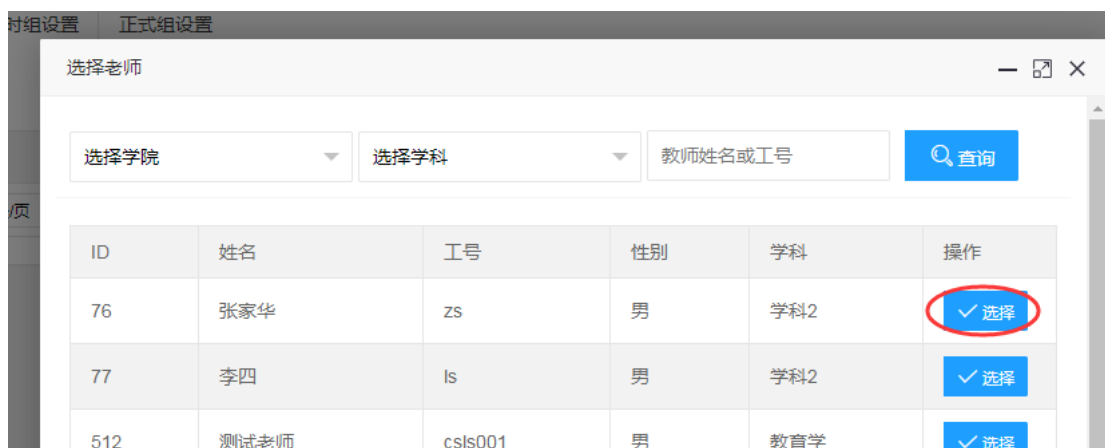 时组设置 正式组设置
选择老师
选择学院 选择学科 教师姓名或工号 查询
/页
ID 姓名 工号 性别 学科 操作
76 张家华 zs 男 学科2 选择
77 李四 ls 男 学科2 选择
512 测试老师 csls001 男 教育学 选择